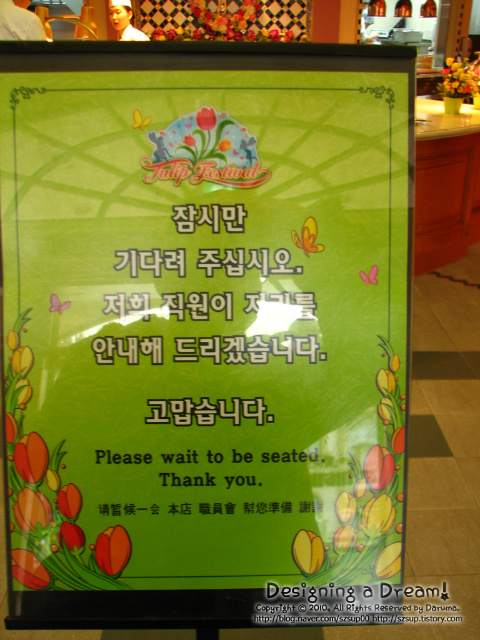 Tulip Festival
잠시만
기다려 주십시오.
저희 직원이 자리를
안내해 드리겠습니다.
고맙습니다.
Please wait to be seated.
Thank you.
请暂候一会 本店 職員會 幫您準備 謝謝
Designing a Dream!
Copyright © 2010. All Rights Reserved by Daruma.
http://blog.naver.com/szsup00 http://szsup.tistory.com